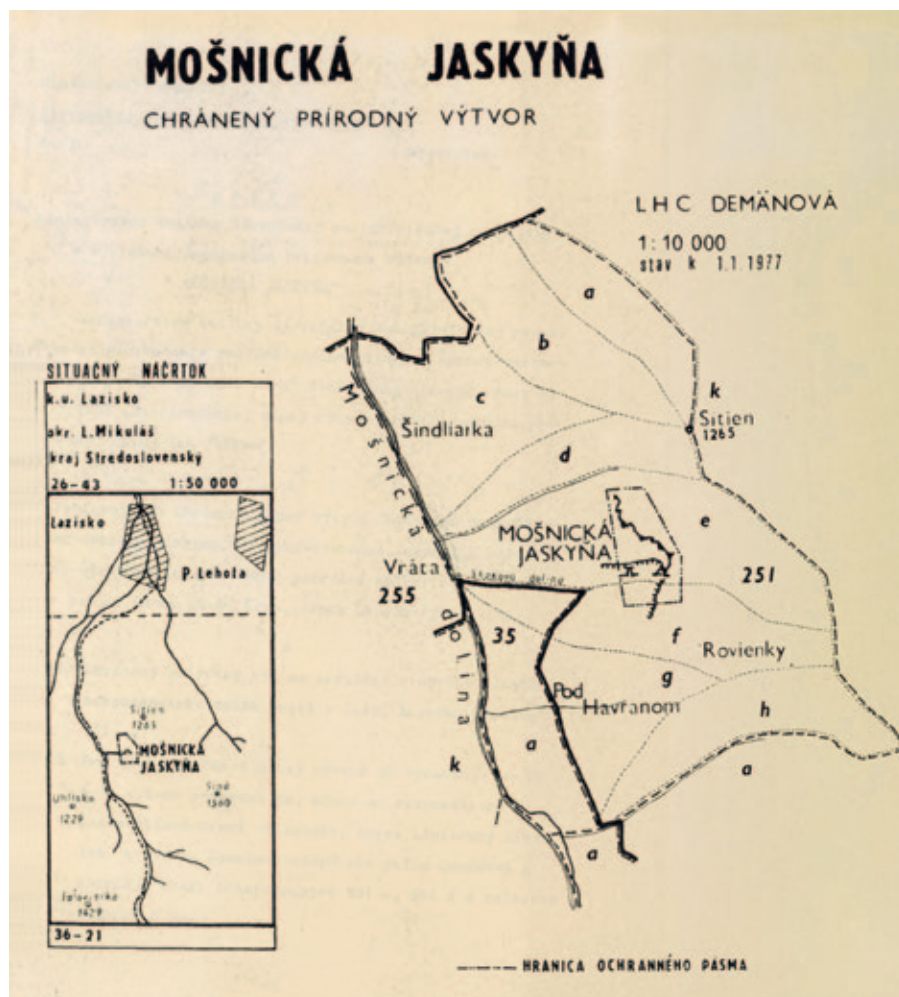 MOŠNICKÁ JASKYŇA
CHRÁNENÝ PRÍRODNÝ VÝTVOR
LHC DEMÄNOVÁ
1:10 000
stav k 1.1.1977
a
b
k
c
Sitien
1265
Šindliarka
d
Mošnická dolina
e
MOŠNICKÁ
JASKYŇA
Vráta
255
251
35
f
Rovienky
g
Pod
Havranom
h
a
k
a
a
SITUAČNÝ NÁČRTOK
k.u. Lazisko
okr. L.Mikuláš
kraj Stredoslovenský
26-43 1:50 000
Lazisko
P. Lehota
Sitien
1265
MOŠNICKÁ
JASKYŇA
Siná
1560
1229
1429
36-21
HRANICA OCHRANNÉHO PÁSMA